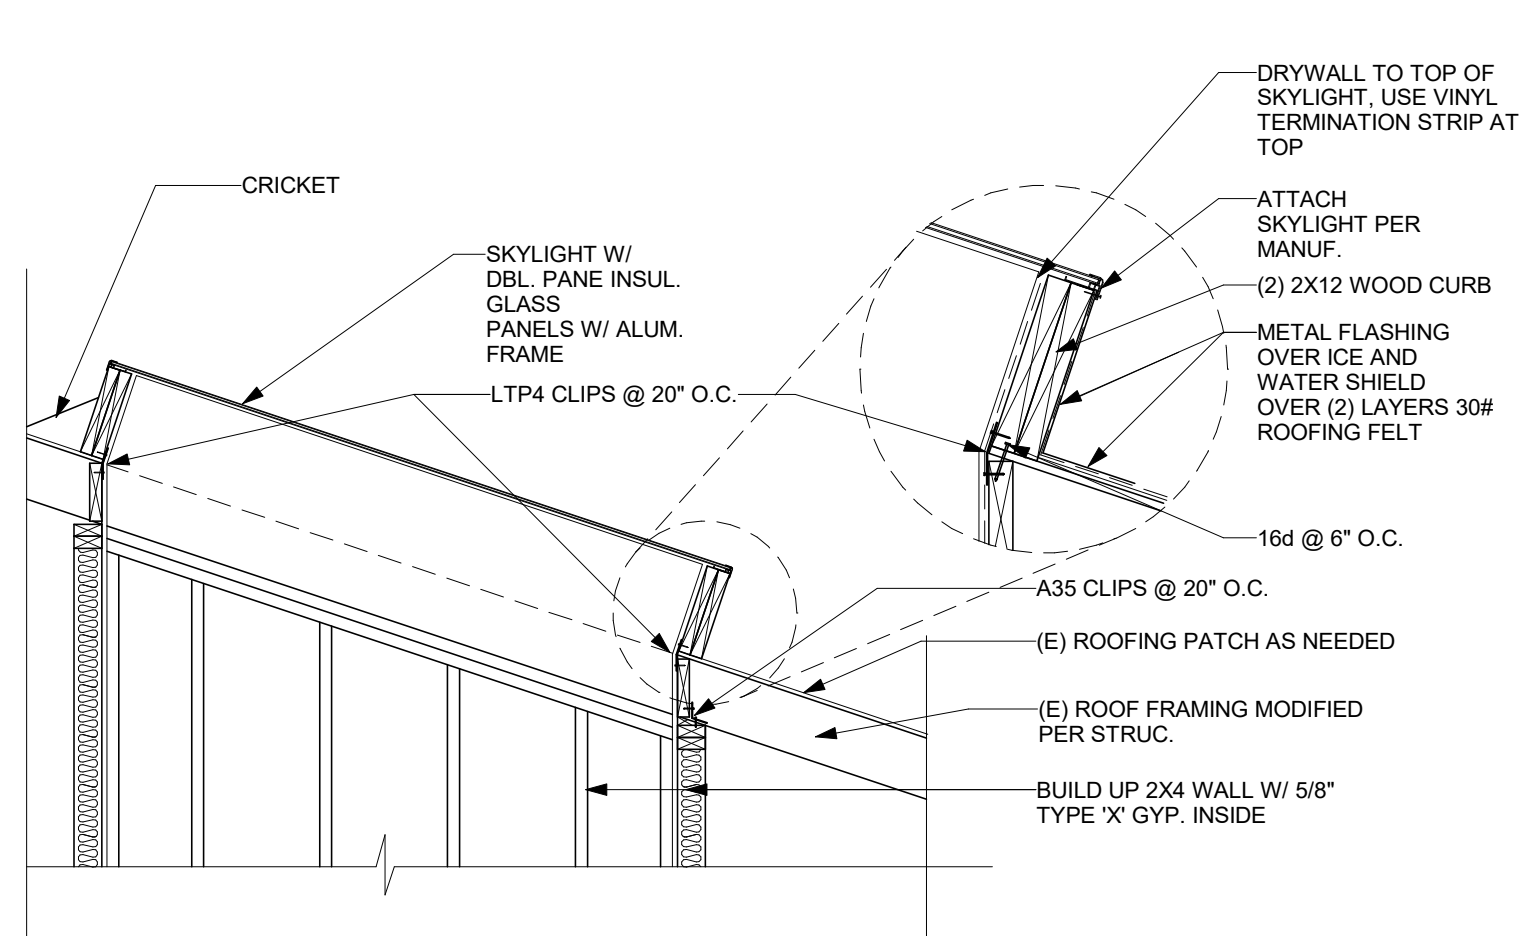 DRYWALL TO TOP OF
SKYLIGHT, USE VINYL
TERMINATION STRIP AT
TOP
CRICKET
ATTACH
SKYLIGHT PER
MANUF.
SKYLIGHT W/
DBL. PANE INSUL.
GLASS
PANELS W/ ALUM.
FRAME
(2) 2X12 WOOD CURB
METAL FLASHING
OVER ICE AND
WATER SHIELD
OVER (2) LAYERS 30#
ROOFING FELT
LTP4 CLIPS @ 20" O.C.
16d @ 6" O.C.
A35 CLIPS @ 20" O.C.
(E) ROOFING PATCH AS NEEDED
(E) ROOF FRAMING MODIFIED
PER STRUC.
BUILD UP 2X4 WALL W/ 5/8"
TYPE 'X' GYP. INSIDE